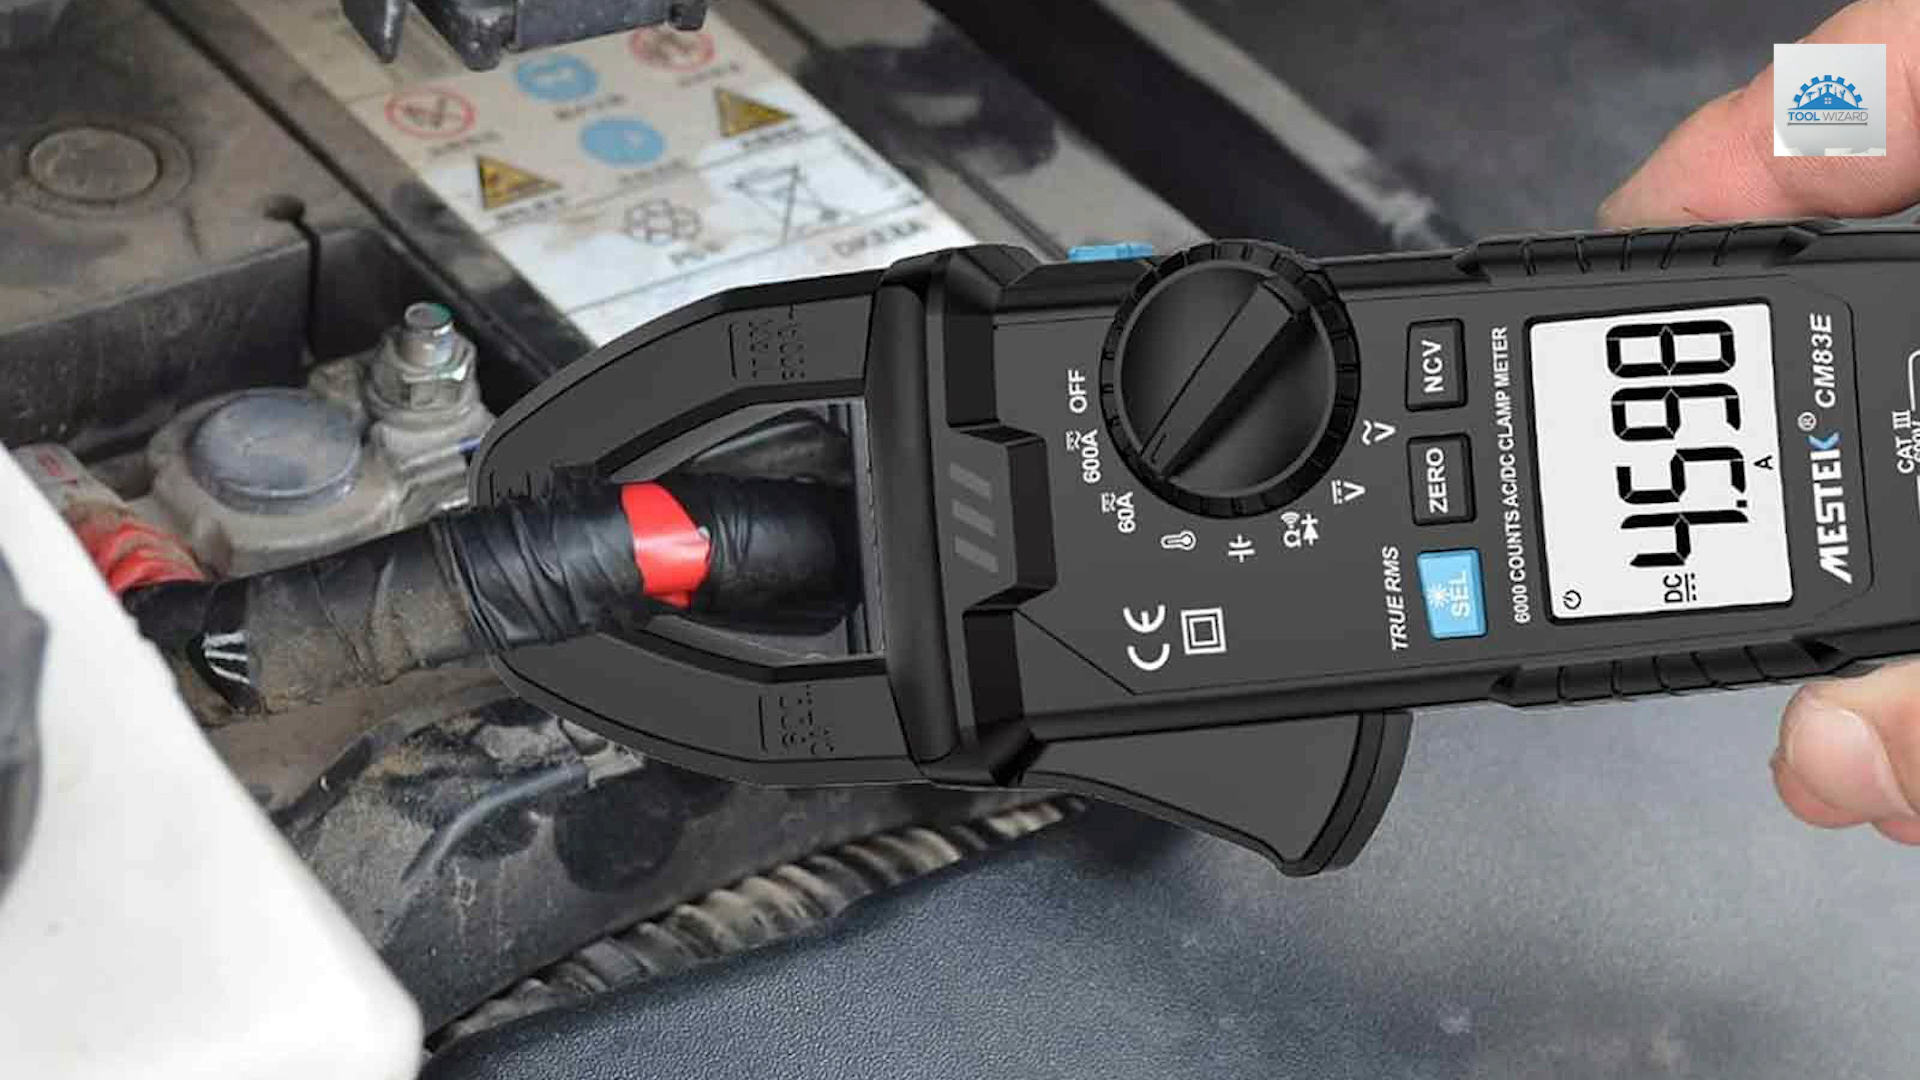 TOOL WIZARD
OFF
600A
60A
V
V
Ω
NCV
ZERO
SEL
TRUE RMS
6000 COUNTS AC/DC CLAMP METER
DC
45.98
A
MESTEK® CM83E
CAT III
CE